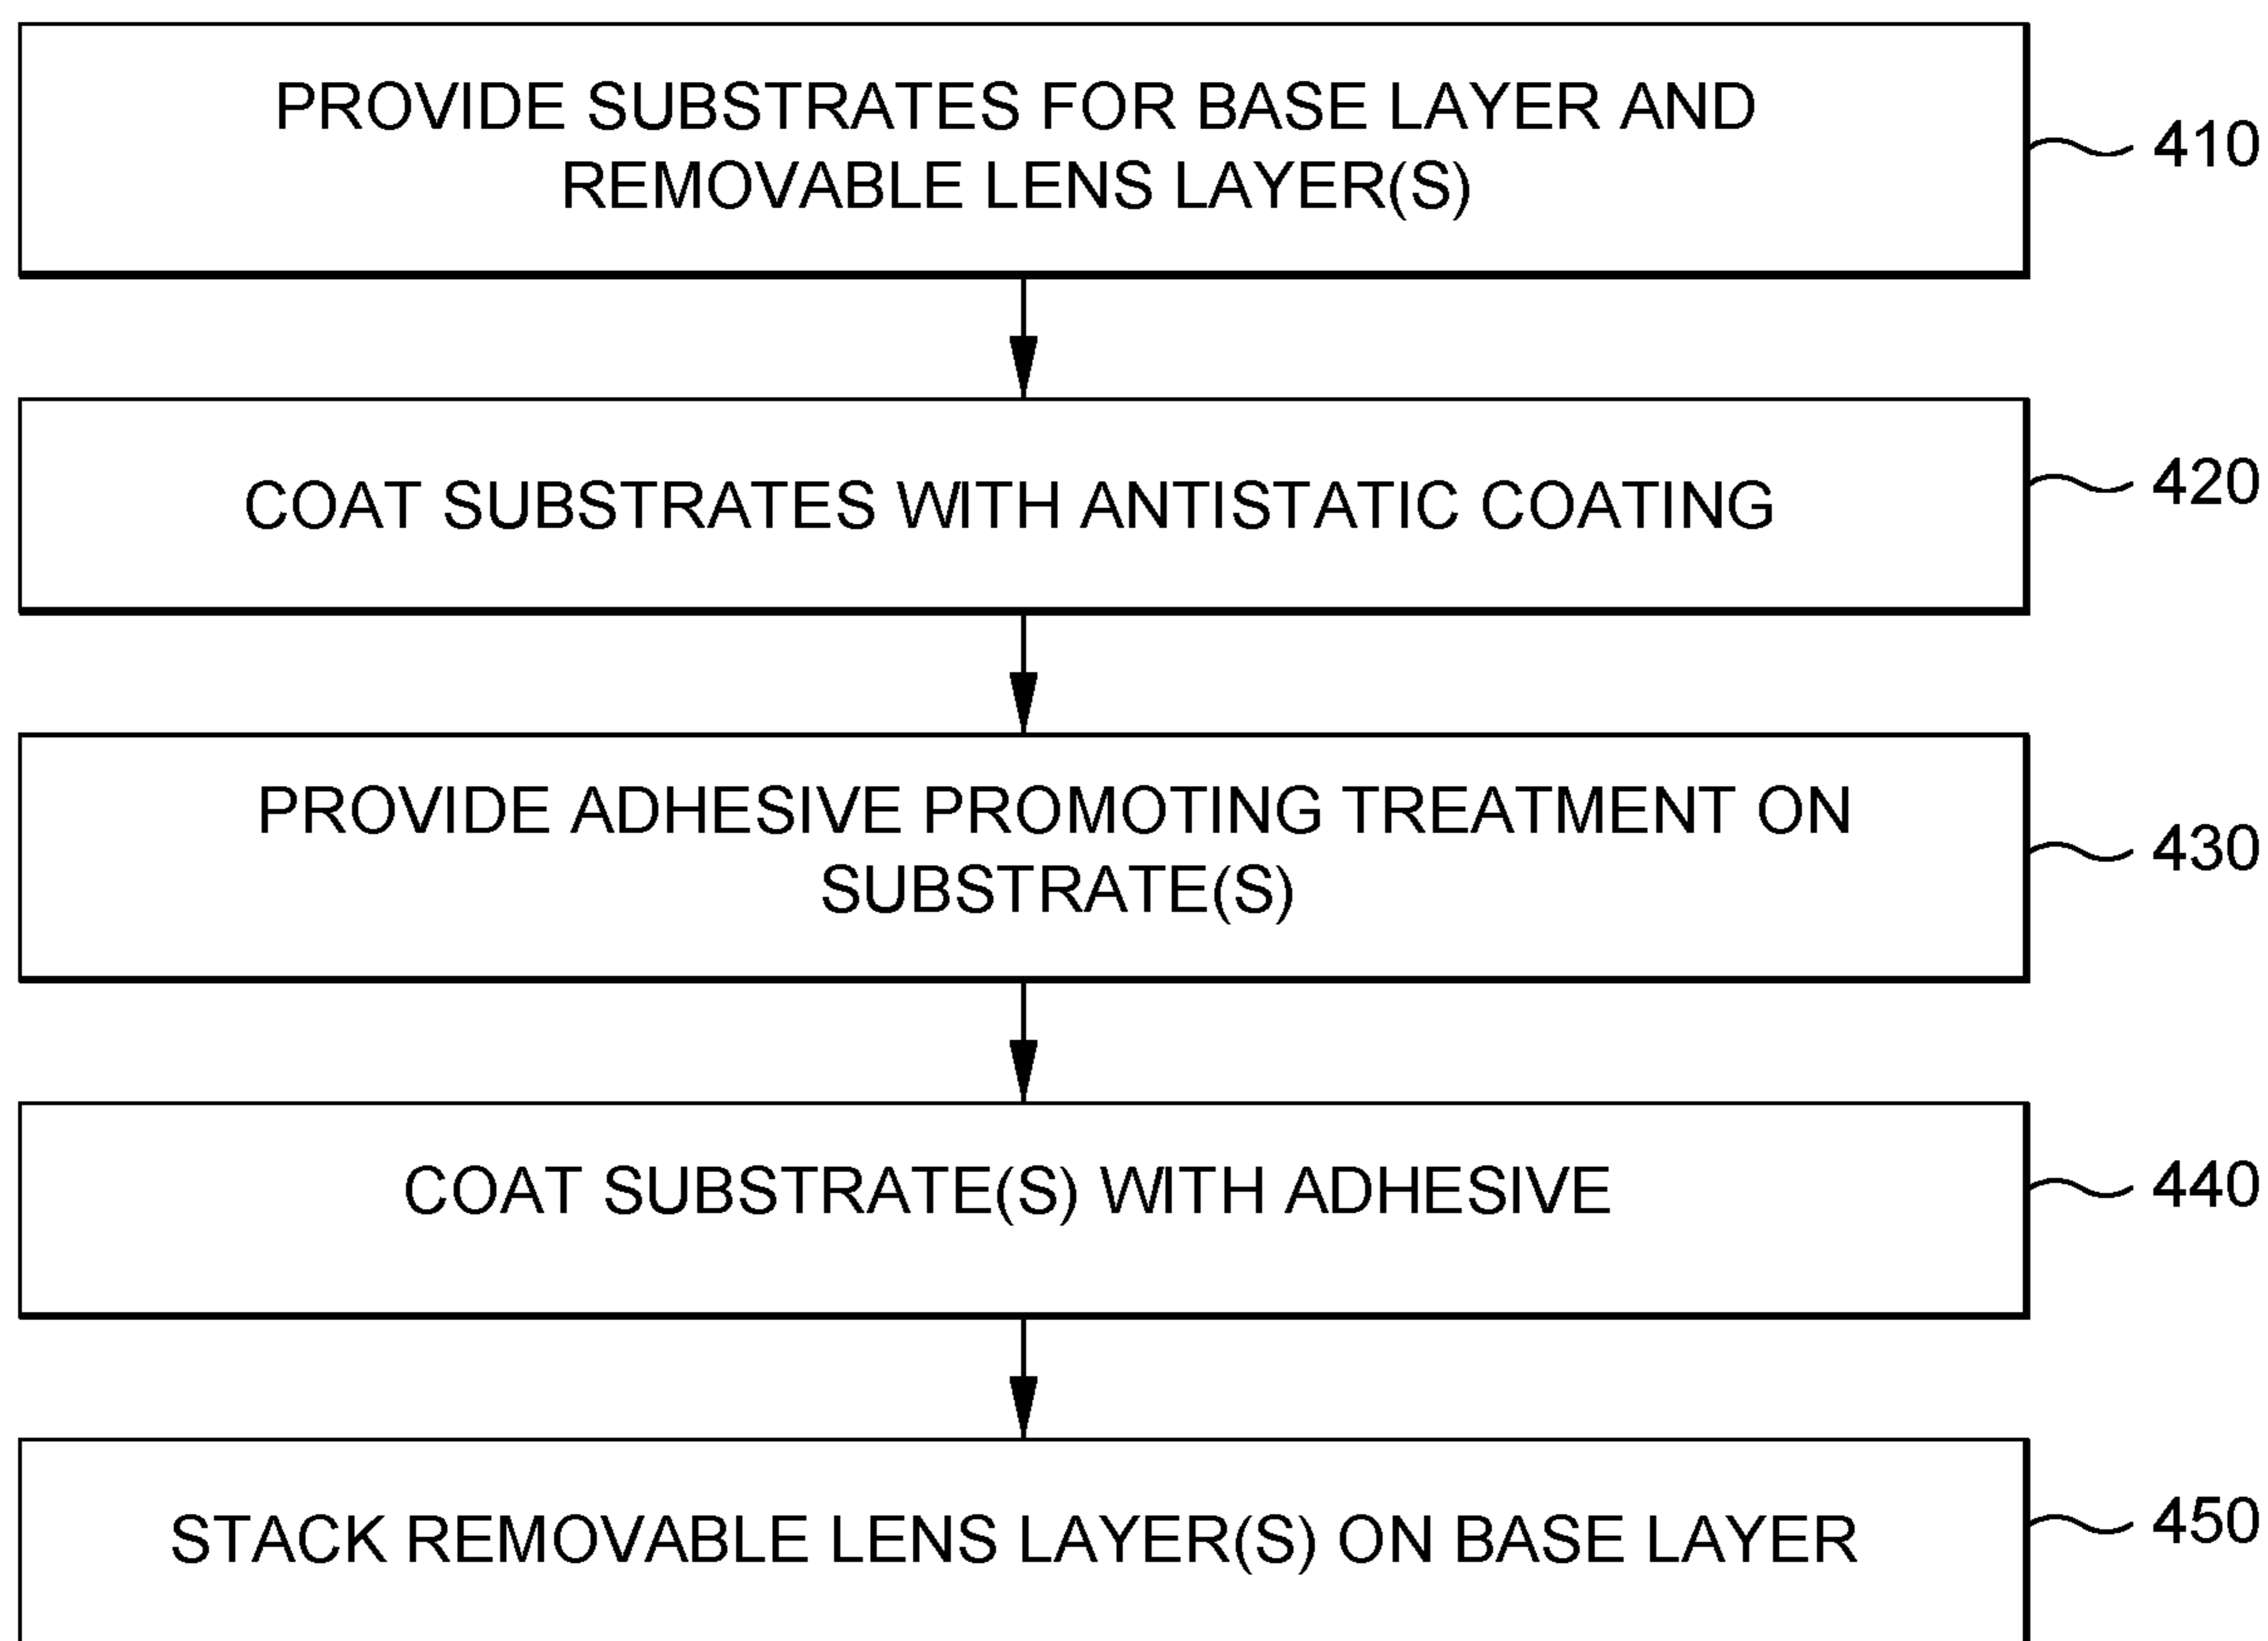 PROVIDE SUBSTRATES FOR BASE LAYER AND
REMOVABLE LENS LAYER(S)
410
COAT SUBSTRATES WITH ANTISTATIC COATING
420
PROVIDE ADHESIVE PROMOTING TREATMENT ON
SUBSTRATE(S)
430
COAT SUBSTRATE(S) WITH ADHESIVE
440
STACK REMOVABLE LENS LAYER(S) ON BASE LAYER
450